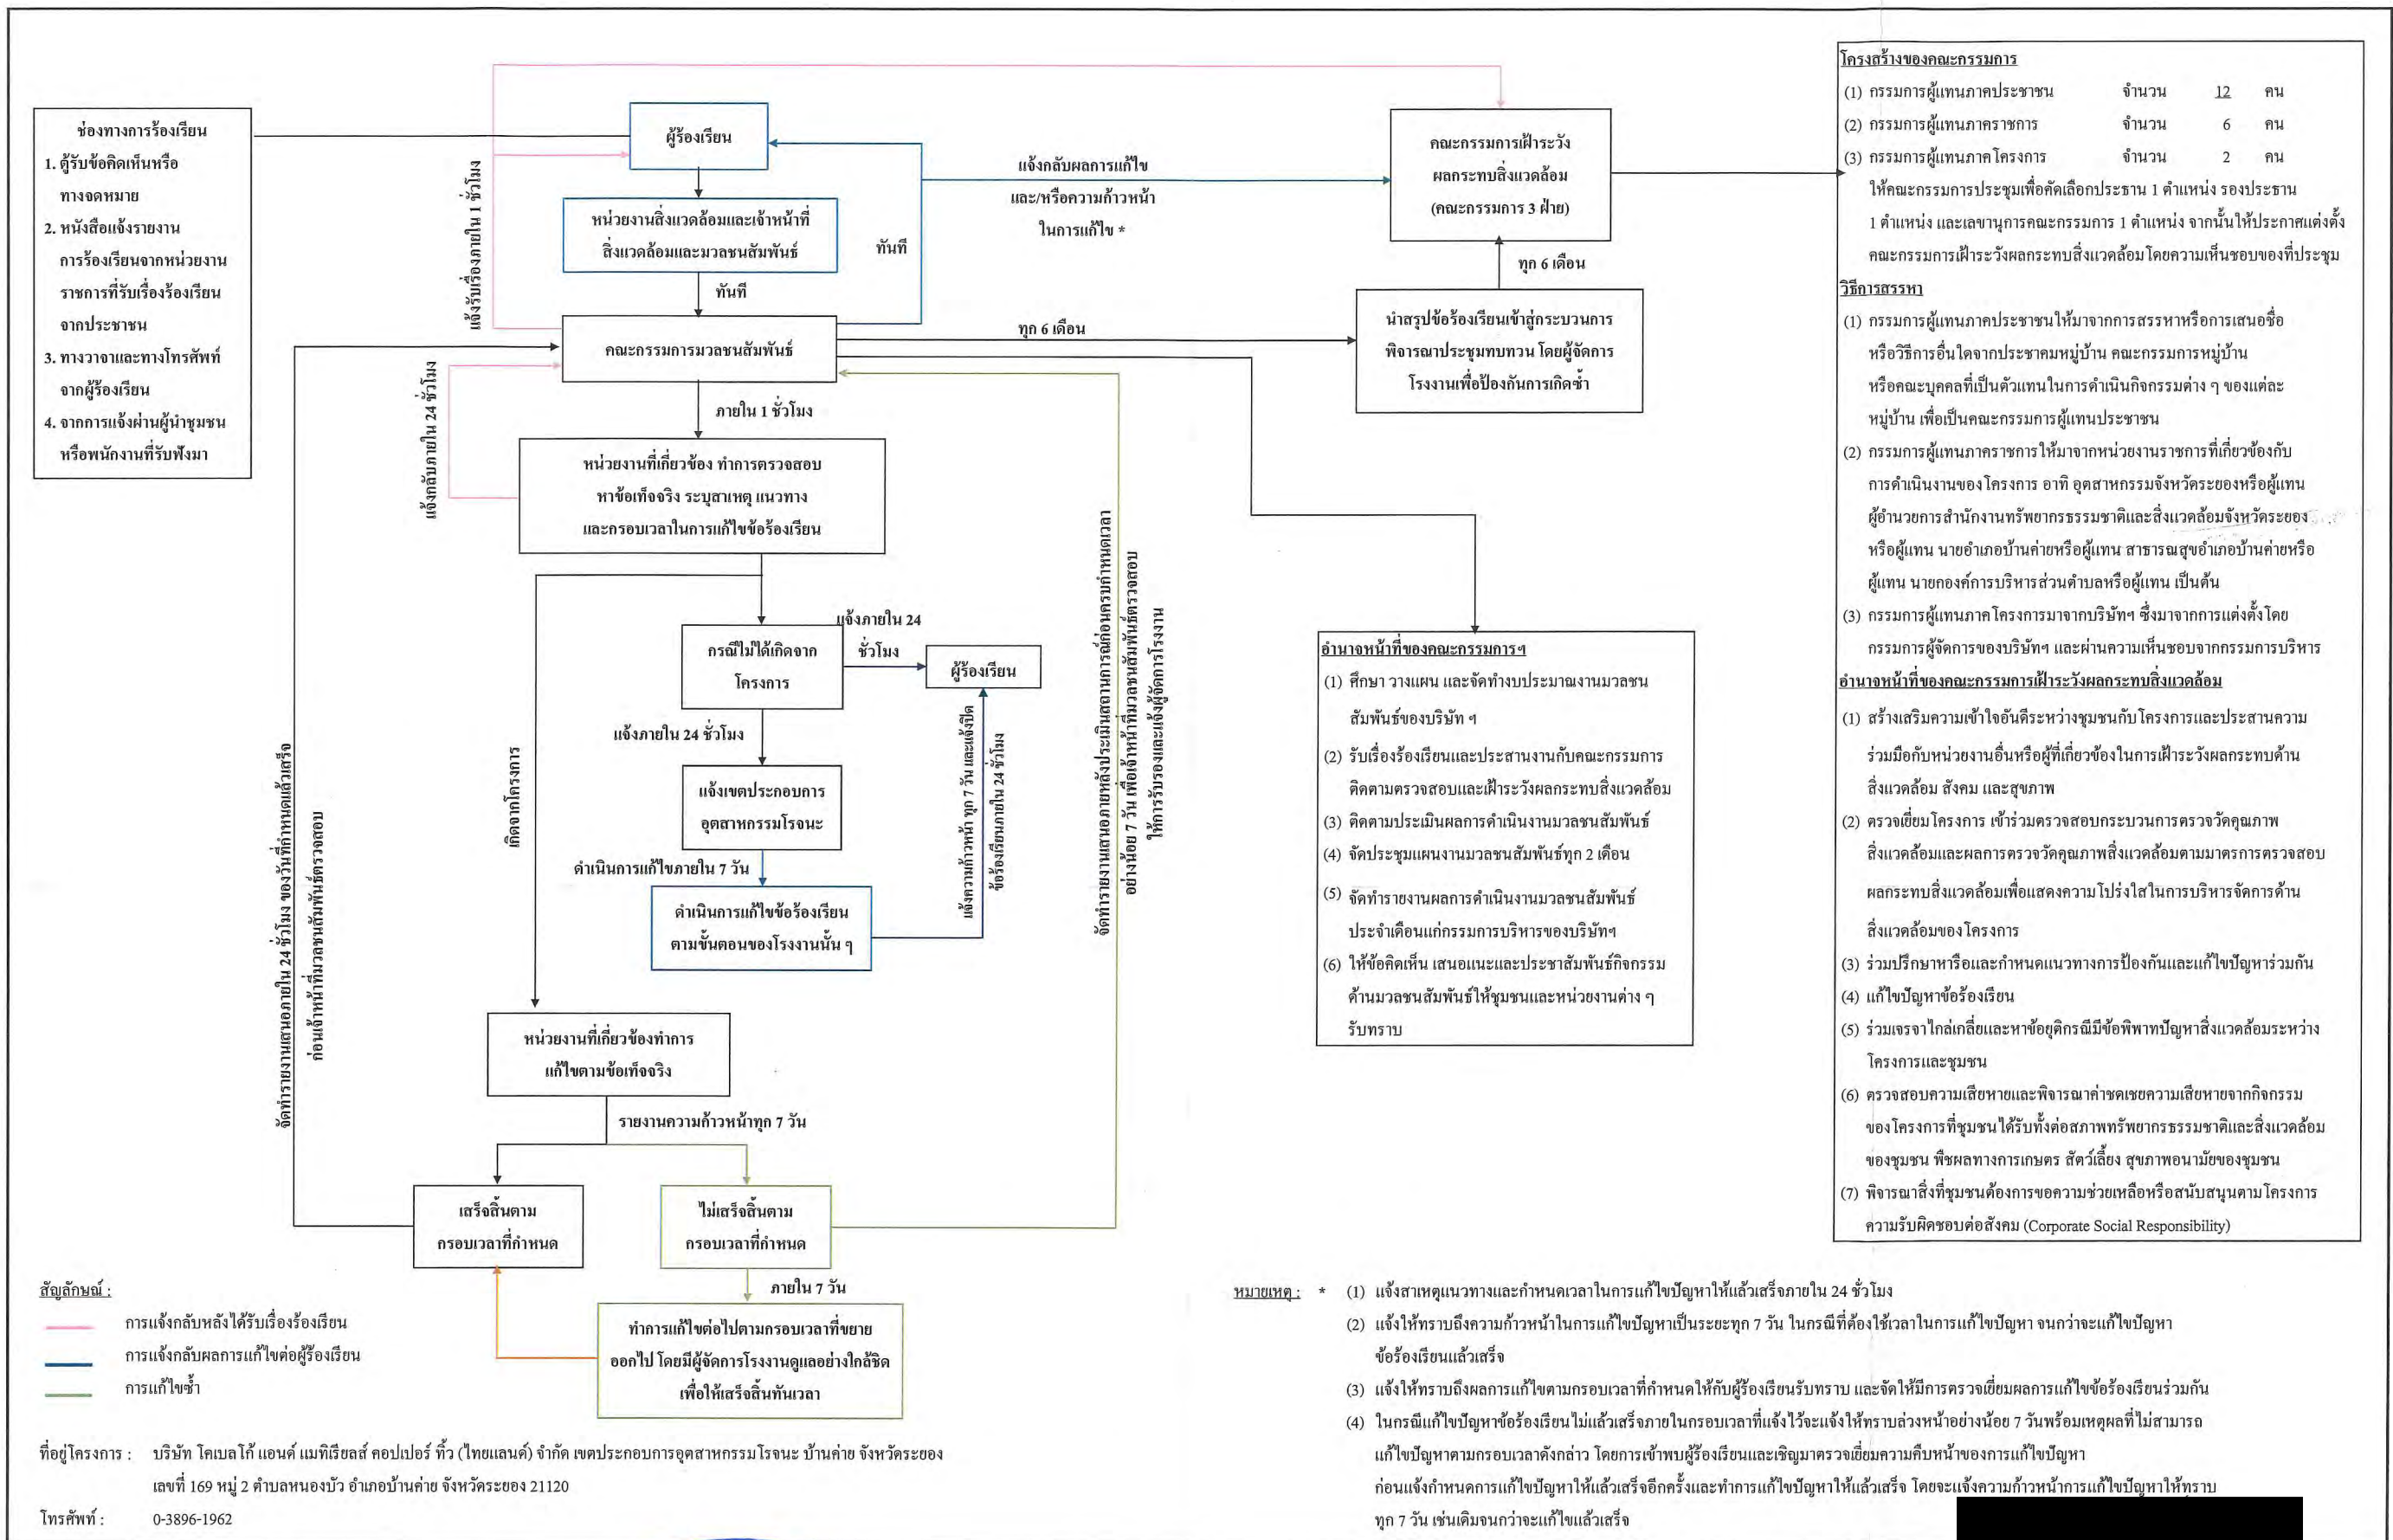 ช่องทางการร้องเรียน
1. ตู้รับข้อคิดเห็นหรือ
ทางจดหมาย
2. หนังสือแจ้งรายงาน
การร้องเรียนจากหน่วยงาน
ราชการที่รับเรื่องร้องเรียน
จากประชาชน
3. ทางวาจาและทางโทรศัพท์
จากผู้ร้องเรียน
4. จากการแจ้งผ่านผู้นำชุมชน
หรือพนักงานที่รับฟังมา
ผู้ร้องเรียน
หน่วยงานสิ่งแวดล้อมและเจ้าหน้าที่
สิ่งแวดล้อมและมวลชนสัมพันธ์
ทันที
คณะกรรมการมวลชนสัมพันธ์
แจ้งรับเรื่องภายใน 1 ชั่วโมง
แจ้งกลับภายใน 24 ชั่วโมง
ทันที
แจ้งกลับผลการแก้ไข
และ/หรือความก้าวหน้า
ในการแก้ไข *
คณะกรรมการเฝ้าระวัง
ผลกระทบสิ่งแวดล้อม
(คณะกรรมการ 3 ฝ่าย)
ทุก 6 เดือน
ทุก 6 เดือน
นำสรุปข้อร้องเรียนเข้าสู่กระบวนการ
พิจารณาประชุมทบทวน โดยผู้จัดการ
โรงงานเพื่อป้องกันการเกิดซ้ำ
ภายใน 1 ชั่วโมง
หน่วยงานที่เกี่ยวข้อง ทำการตรวจสอบ
หาข้อเท็จจริง ระบุสาเหตุ แนวทาง
และกรอบเวลาในการแก้ไขข้อร้องเรียน
กรณีไม่ได้เกิดจาก
โครงการ
แจ้งภายใน 24
ชั่วโมง
ผู้ร้องเรียน
แจ้งภายใน 24 ชั่วโมง
แจ้งเขตประกอบการ
อุตสาหกรรมโรจนะ
ดำเนินการแก้ไขภายใน 7 วัน
ดำเนินการแก้ไขข้อร้องเรียน
ตามขั้นตอนของโรงงานนั้น ๆ
แจ้งความก้าวหน้า ทุก 7 วัน และแจ้งปิด
ข้อร้องเรียนภายใน 24 ชั่วโมง
เกิดจากโครงการ
หน่วยงานที่เกี่ยวข้องทำการ
แก้ไขตามข้อเท็จจริง
รายงานความก้าวหน้าทุก 7 วัน
เสร็จสิ้นตาม
กรอบเวลาที่กำหนด
ไม่เสร็จสิ้นตาม
กรอบเวลาที่กำหนด
ภายใน 7 วัน
ทำการแก้ไขต่อไปตามกรอบเวลาที่ขยาย
ออกไป โดยมีผู้จัดการโรงงานดูแลอย่างใกล้ชิด
เพื่อให้เสร็จสิ้นทันเวลา
จัดทำรายงานเสนอภายใน 24 ชั่วโมง ของวันที่กำหนดแล้วเสร็จ
ก่อนเจ้าหน้าที่มวลชนสัมพันธ์ตรวจสอบ
จัดทำรายงานเสนอภายหลังประเมินสถานการณ์ก่อนครบกำหนดเวลา
อย่างน้อย 7 วัน เพื่อเจ้าหน้าที่มวลชนสัมพันธ์ตรวจสอบ
ให้การรับรองและแจ้งผู้จัดการโรงงาน
อำนาจหน้าที่ของคณะกรรมการฯ
(1) ศึกษา วางแผน และจัดทำงบประมาณงานมวลชน
สัมพันธ์ของบริษัท ฯ
(2) รับเรื่องร้องเรียนและประสานงานกับคณะกรรมการ
ติดตามตรวจสอบและเฝ้าระวังผลกระทบสิ่งแวดล้อม
(3) ติดตามประเมินผลการดำเนินงานมวลชนสัมพันธ์
(4) จัดประชุมแผนงานมวลชนสัมพันธ์ทุก 2 เดือน
(5) จัดทำรายงานผลการดำเนินงานมวลชนสัมพันธ์
ประจำเดือนแก่กรรมการบริหารของบริษัทฯ
(6) ให้ข้อคิดเห็น เสนอแนะและประชาสัมพันธ์กิจกรรม
ด้านมวลชนสัมพันธ์ให้ชุมชนและหน่วยงานต่าง ๆ
รับทราบ
โครงสร้างของคณะกรรมการ
(1) กรรมการผู้แทนภาคประชาชน จำนวน 12 คน
(2) กรรมการผู้แทนภาคราชการ จำนวน 6 คน
(3) กรรมการผู้แทนภาคโครงการ จำนวน 2 คน
ให้คณะกรรมการประชุมเพื่อคัดเลือกประธาน 1 ตำแหน่ง รองประธาน
1 ตำแหน่ง และเลขานุการคณะกรรมการ 1 ตำแหน่ง จากนั้นให้ประกาศแต่งตั้ง
คณะกรรมการเฝ้าระวังผลกระทบสิ่งแวดล้อมโดยความเห็นชอบของที่ประชุม
วิธีการสรรหา
(1) กรรมการผู้แทนภาคประชาชนให้มาจากการสรรหาหรือการเสนอชื่อ
หรือวิธีการอื่นใดจากประชาคมหมู่บ้าน คณะกรรมการหมู่บ้าน
หรือคณะบุคคลที่เป็นตัวแทนในการดำเนินกิจกรรมต่าง ๆ ของแต่ละ
หมู่บ้าน เพื่อเป็นคณะกรรมการผู้แทนประชาชน
(2) กรรมการผู้แทนภาคราชการให้มาจากหน่วยงานราชการที่เกี่ยวข้องกับ
การดำเนินงานของโครงการ อาทิ อุตสาหกรรมจังหวัดระยองหรือผู้แทน
ผู้อำนวยการสำนักงานทรัพยากรธรรมชาติและสิ่งแวดล้อมจังหวัดระยอง
หรือผู้แทน นายอำเภอบ้านค่ายหรือผู้แทน สาธารณสุขอำเภอบ้านค่ายหรือ
ผู้แทน นายกองค์การบริหารส่วนตำบลหรือผู้แทน เป็นต้น
(3) กรรมการผู้แทนภาคโครงการมาจากบริษัทฯ ซึ่งมาจากการแต่งตั้งโดย
กรรมการผู้จัดการของบริษัทฯ และผ่านความเห็นชอบจากกรรมการบริหาร
อำนาจหน้าที่ของคณะกรรมการเฝ้าระวังผลกระทบสิ่งแวดล้อม
(1) สร้างเสริมความเข้าใจอันดีระหว่างชุมชนกับโครงการและประสานความ
ร่วมมือกับหน่วยงานอื่นหรือผู้ที่เกี่ยวข้องในการเฝ้าระวังผลกระทบด้าน
สิ่งแวดล้อม สังคม และสุขภาพ
(2) ตรวจเยี่ยมโครงการ เข้าร่วมตรวจสอบกระบวนการตรวจวัดคุณภาพ
สิ่งแวดล้อมและผลการตรวจวัดคุณภาพสิ่งแวดล้อมตามมาตรการตรวจสอบ
ผลกระทบสิ่งแวดล้อมเพื่อแสดงความโปร่งใสในการบริหารจัดการด้าน
สิ่งแวดล้อมของโครงการ
(3) ร่วมปรึกษาหารือและกำหนดแนวทางการป้องกันและแก้ไขปัญหาร่วมกัน
(4) แก้ไขปัญหาข้อร้องเรียน
(5) ร่วมเจรจาไกล่เกลี่ยและหาข้อยุติกรณีมีข้อพิพาทปัญหาสิ่งแวดล้อมระหว่าง
โครงการและชุมชน
(6) ตรวจสอบความเสียหายและพิจารณาค่าชดเชยความเสียหายจากกิจกรรม
ของโครงการที่ชุมชนได้รับทั้งต่อสภาพทรัพยากรธรรมชาติและสิ่งแวดล้อม
ของชุมชน พืชผลทางการเกษตร สัตว์เลี้ยง สุขภาพอนามัยของชุมชน
(7) พิจารณาสิ่งที่ชุมชนต้องการขอความช่วยเหลือหรือสนับสนุนตามโครงการ
ความรับผิดชอบต่อสังคม (Corporate Social Responsibility)
สัญลักษณ์ :
การแจ้งกลับหลังได้รับเรื่องร้องเรียน
การแจ้งกลับผลการแก้ไขต่อผู้ร้องเรียน
การแก้ไขซ้ำ
ที่อยู่โครงการ : บริษัท โคเบลโก้ แอนด์ แมทิเรียลส์ คอปเปอร์ ทิ้ว (ไทยแลนด์) จำกัด เขตประกอบการอุตสาหกรรมโรจนะ บ้านค่าย จังหวัดระยอง
เลขที่ 169 หมู่ 2 ตำบลหนองบัว อำเภอบ้านค่าย จังหวัดระยอง 21120
โทรศัพท์ : 0-3896-1962
หมายเหตุ : * (1) แจ้งสาเหตุแนวทางและกำหนดเวลาในการแก้ไขปัญหาให้แล้วเสร็จภายใน 24 ชั่วโมง
(2) แจ้งให้ทราบถึงความก้าวหน้าในการแก้ไขปัญหาเป็นระยะทุก 7 วัน ในกรณีที่ต้องใช้เวลาในการแก้ไขปัญหา จนกว่าจะแก้ไขปัญหา
ข้อร้องเรียนแล้วเสร็จ
(3) แจ้งให้ทราบถึงผลการแก้ไขตามกรอบเวลาที่กำหนดให้กับผู้ร้องเรียนรับทราบ และจัดให้มีการตรวจเยี่ยมผลการแก้ไขข้อร้องเรียนร่วมกัน
(4) ในกรณีแก้ไขปัญหาข้อร้องเรียนไม่แล้วเสร็จภายในกรอบเวลาที่แจ้งไว้จะแจ้งให้ทราบล่วงหน้าอย่างน้อย 7 วันพร้อมเหตุผลที่ไม่สามารถ
แก้ไขปัญหาตามกรอบเวลาดังกล่าว โดยการเข้าพบผู้ร้องเรียนและเชิญมาตรวจเยี่ยมความคืบหน้าของการแก้ไขปัญหา
ก่อนแจ้งกำหนดการแก้ไขปัญหาให้แล้วเสร็จอีกครั้งและทำการแก้ไขปัญหาให้แล้วเสร็จ โดยจะแจ้งความก้าวหน้าการแก้ไขปัญหาให้ทราบ
ทุก 7 วัน เช่นเดิมจนกว่าจะแก้ไขแล้วเสร็จ